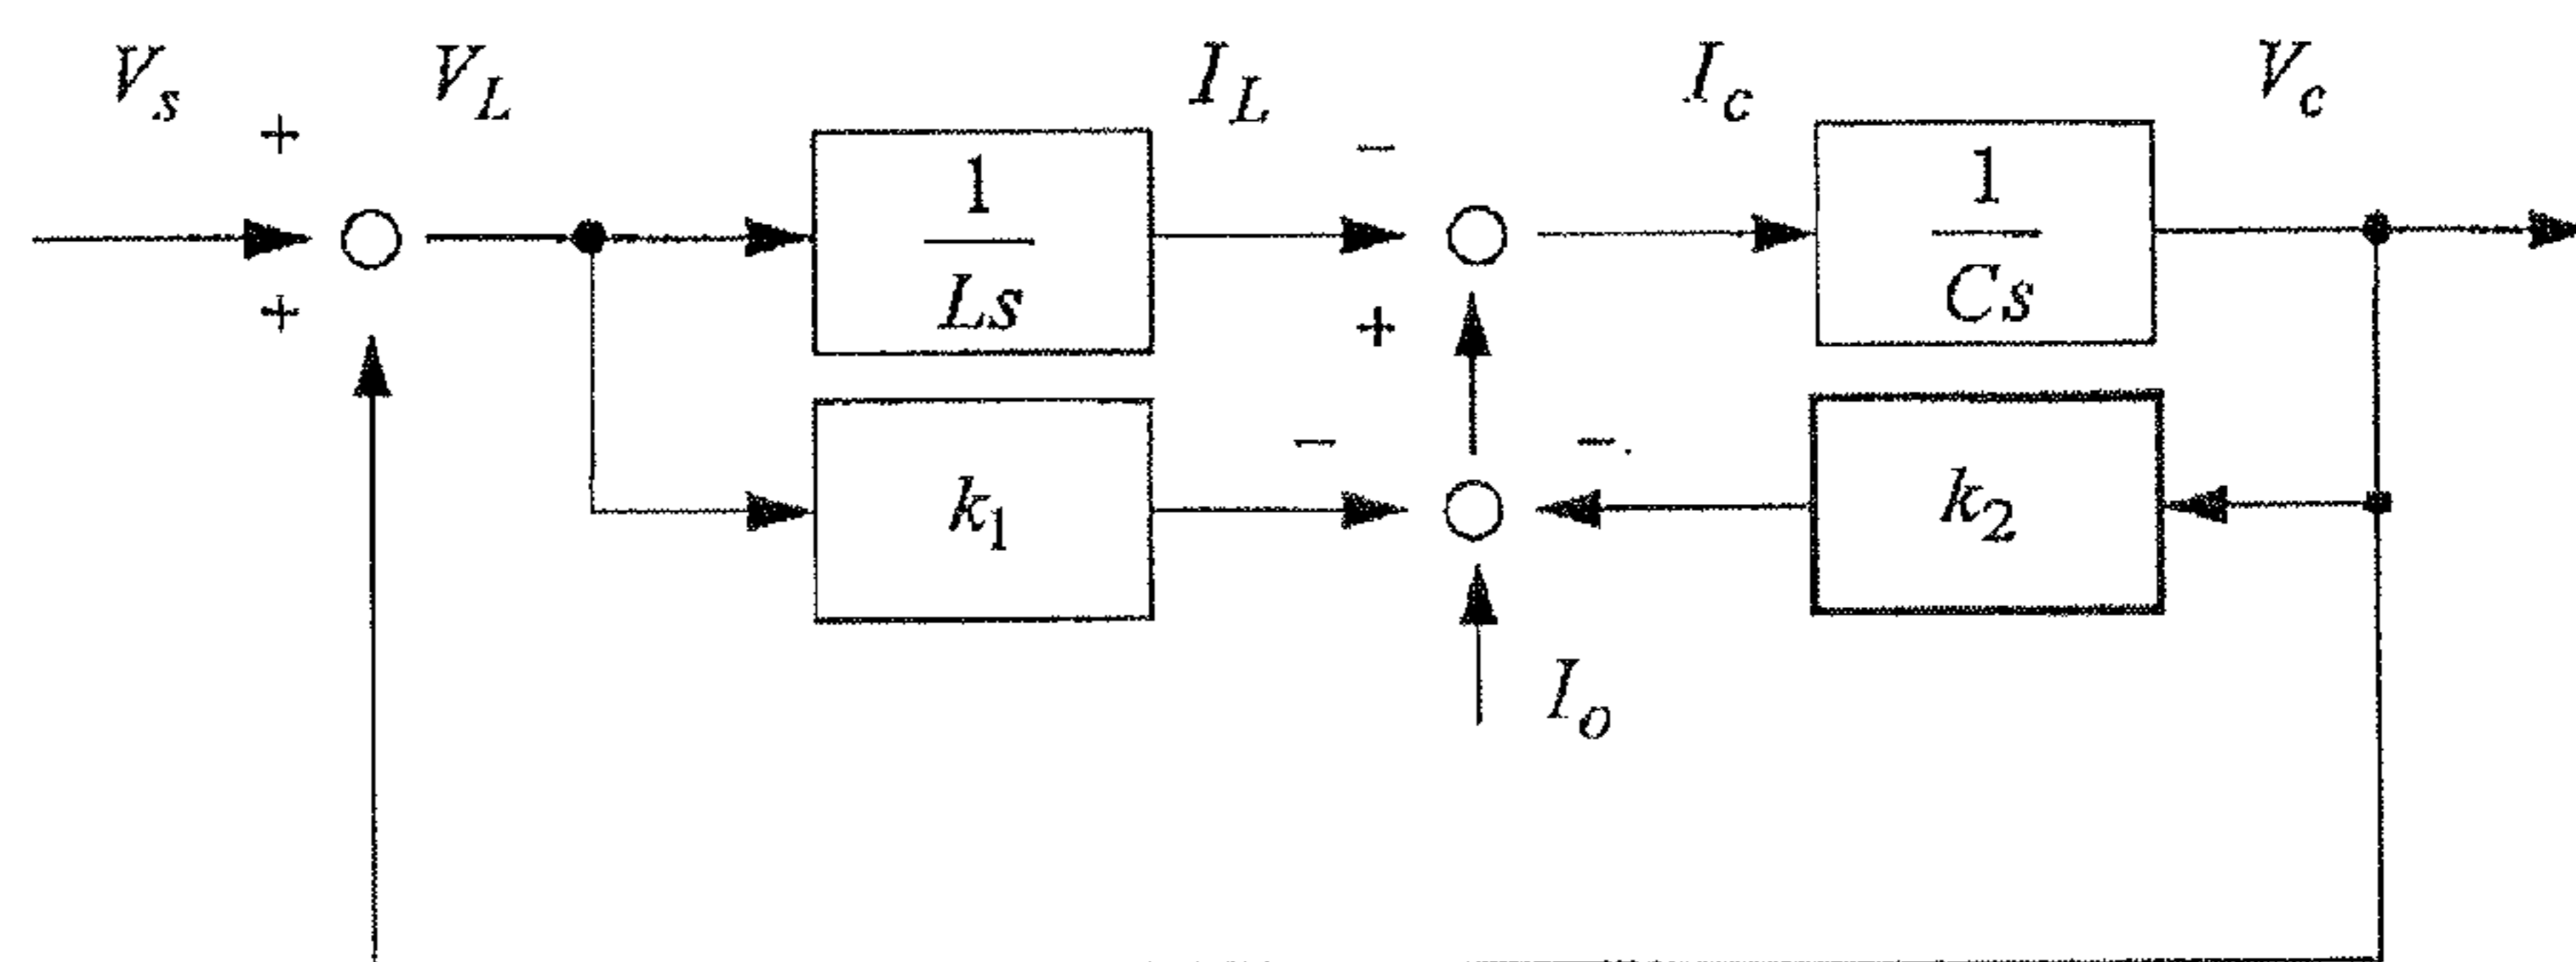 V_s V_L I_L I_c V_c
+ −
1/Ls 1/Cs
+ +
− −
k_1 k_2
I_o